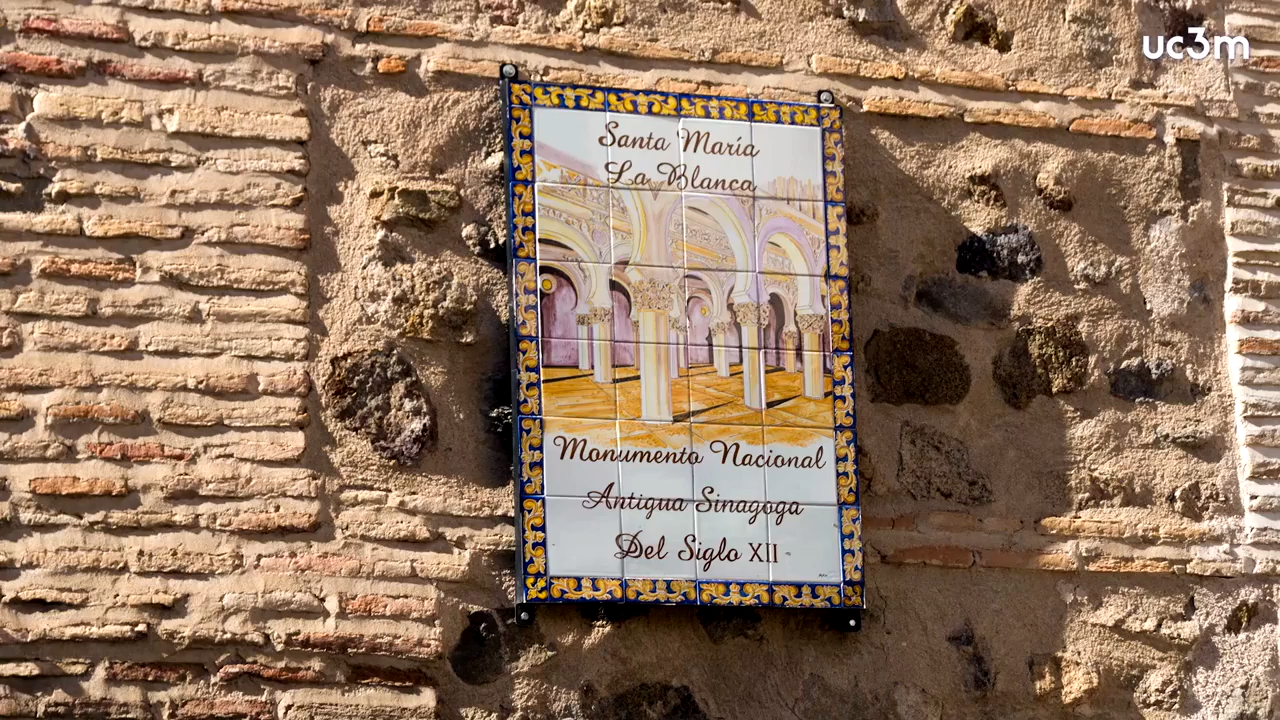 uc3m
Santa María
La Blanca
Monumento Nacional
Antigua Sinagoga
Del Siglo XII